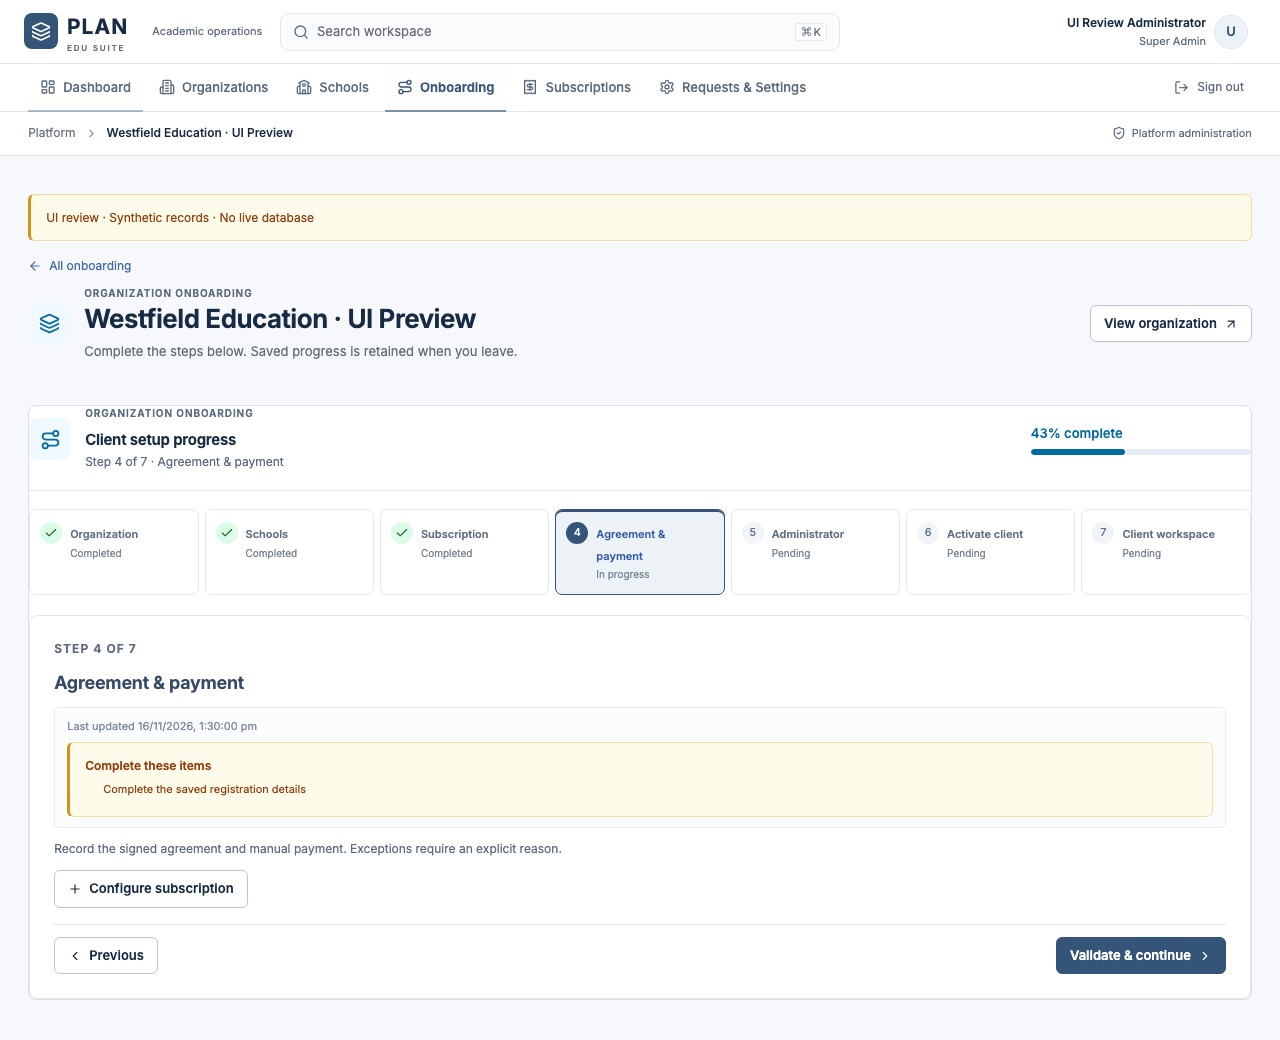 PLAN
EDU SUITE
Academic operations
Search workspace
⌘K
UI Review Administrator
Super Admin
U
Dashboard
Organizations
Schools
Onboarding
Subscriptions
Requests & Settings
Sign out
Platform
Westfield Education · UI Preview
Platform administration
UI review · Synthetic records · No live database
All onboarding
ORGANIZATION ONBOARDING
Westfield Education · UI Preview
Complete the steps below. Saved progress is retained when you leave.
View organization
ORGANIZATION ONBOARDING
Client setup progress
Step 4 of 7 · Agreement & payment
43% complete
Organization
Completed
Schools
Completed
Subscription
Completed
4
Agreement &
payment
In progress
5
Administrator
Pending
6
Activate client
Pending
7
Client workspace
Pending
STEP 4 OF 7
Agreement & payment
Last updated 16/11/2026, 1:30:00 pm
Complete these items
Complete the saved registration details
Record the signed agreement and manual payment. Exceptions require an explicit reason.
Configure subscription
Previous
Validate & continue